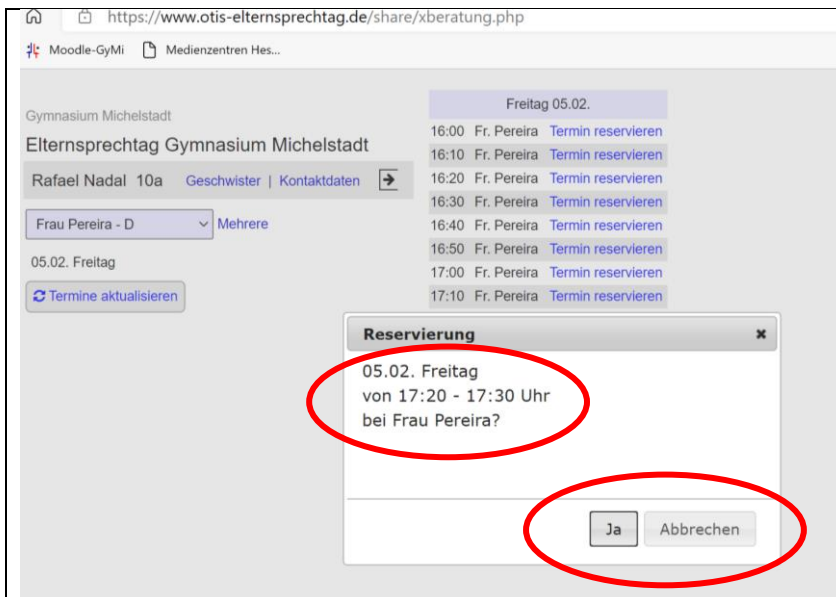 https://www.otis-elternsprechtag.de/share/xberatung.php
Moodle-GyMi Medienzentren Hes...
Gymnasium Michelstadt
Elternsprechtag Gymnasium Michelstadt
Rafael Nadal 10a Geschwister | Kontaktdaten
Frau Pereira - D Mehrere
05.02. Freitag
Termine aktualisieren
Freitag 05.02.
16:00 Fr. Pereira Termin reservieren
16:10 Fr. Pereira Termin reservieren
16:20 Fr. Pereira Termin reservieren
16:30 Fr. Pereira Termin reservieren
16:40 Fr. Pereira Termin reservieren
16:50 Fr. Pereira Termin reservieren
17:00 Fr. Pereira Termin reservieren
17:10 Fr. Pereira Termin reservieren
Reservierung
05.02. Freitag
von 17:20 - 17:30 Uhr
bei Frau Pereira?
Ja Abbrechen